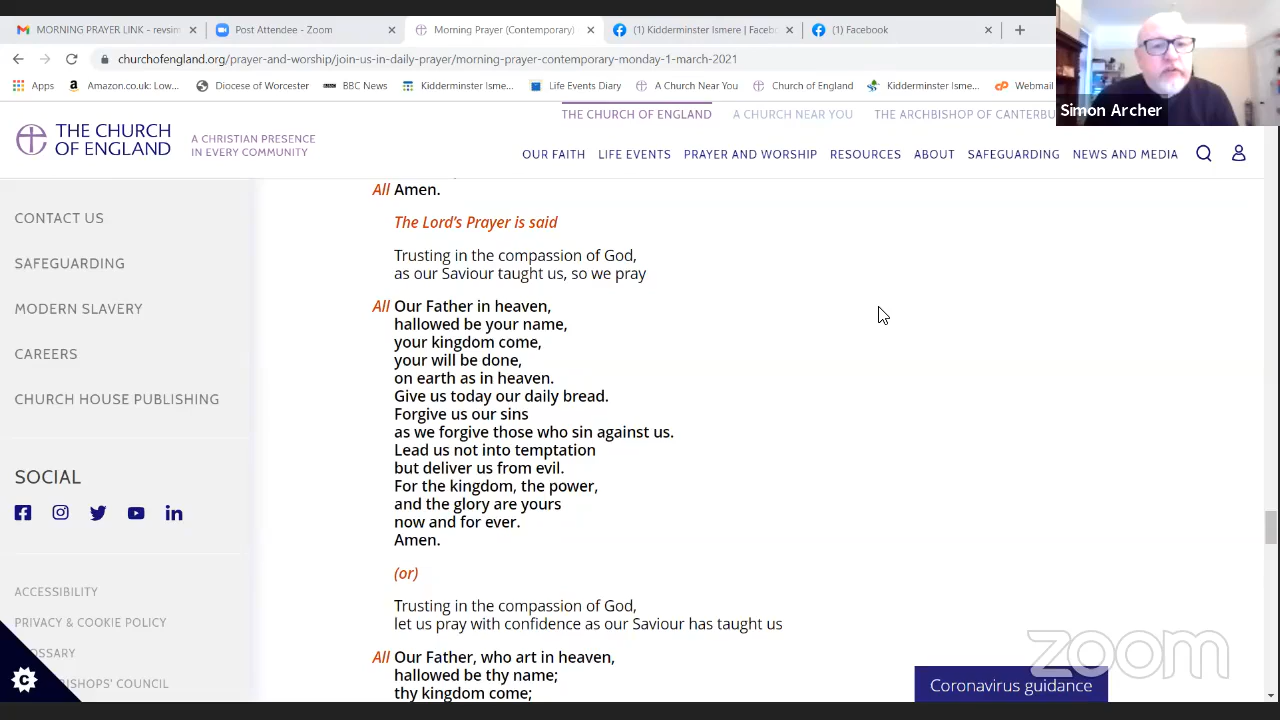 MORNING PRAYER LINK - revsim
Post Attendee - Zoom
Morning Prayer (Contemporary)
(1) Kidderminster Ismere | Faceb
(1) Facebook
churchofengland.org/prayer-and-worship/join-us-in-daily-prayer/morning-prayer-contemporary-monday-1-march-2021
Apps
Amazon.co.uk: Low...
Diocese of Worcester
BBC News
Kidderminster Isme...
Life Events Diary
A Church Near You
Church of England
Kidderminster Isme...
Webmail
Simon Archer
THE CHURCH OF ENGLAND
A CHURCH NEAR YOU
THE ARCHBISHOP OF CANTERBU
THE CHURCH
OF ENGLAND
A CHRISTIAN PRESENCE
IN EVERY COMMUNITY
OUR FAITH LIFE EVENTS PRAYER AND WORSHIP RESOURCES ABOUT SAFEGUARDING NEWS AND MEDIA
CONTACT US
SAFEGUARDING
MODERN SLAVERY
CAREERS
CHURCH HOUSE PUBLISHING
SOCIAL
ACCESSIBILITY
PRIVACY & COOKIE POLICY
OSSARY
BISHOPS' COUNCIL
All Amen.
The Lord's Prayer is said
Trusting in the compassion of God,
as our Saviour taught us, so we pray
All Our Father in heaven,
hallowed be your name,
your kingdom come,
your will be done,
on earth as in heaven.
Give us today our daily bread.
Forgive us our sins
as we forgive those who sin against us.
Lead us not into temptation
but deliver us from evil.
For the kingdom, the power,
and the glory are yours
now and for ever.
Amen.
(or)
Trusting in the compassion of God,
let us pray with confidence as our Saviour has taught us
All Our Father, who art in heaven,
hallowed be thy name;
thy kingdom come;
zoom
Coronavirus guidance